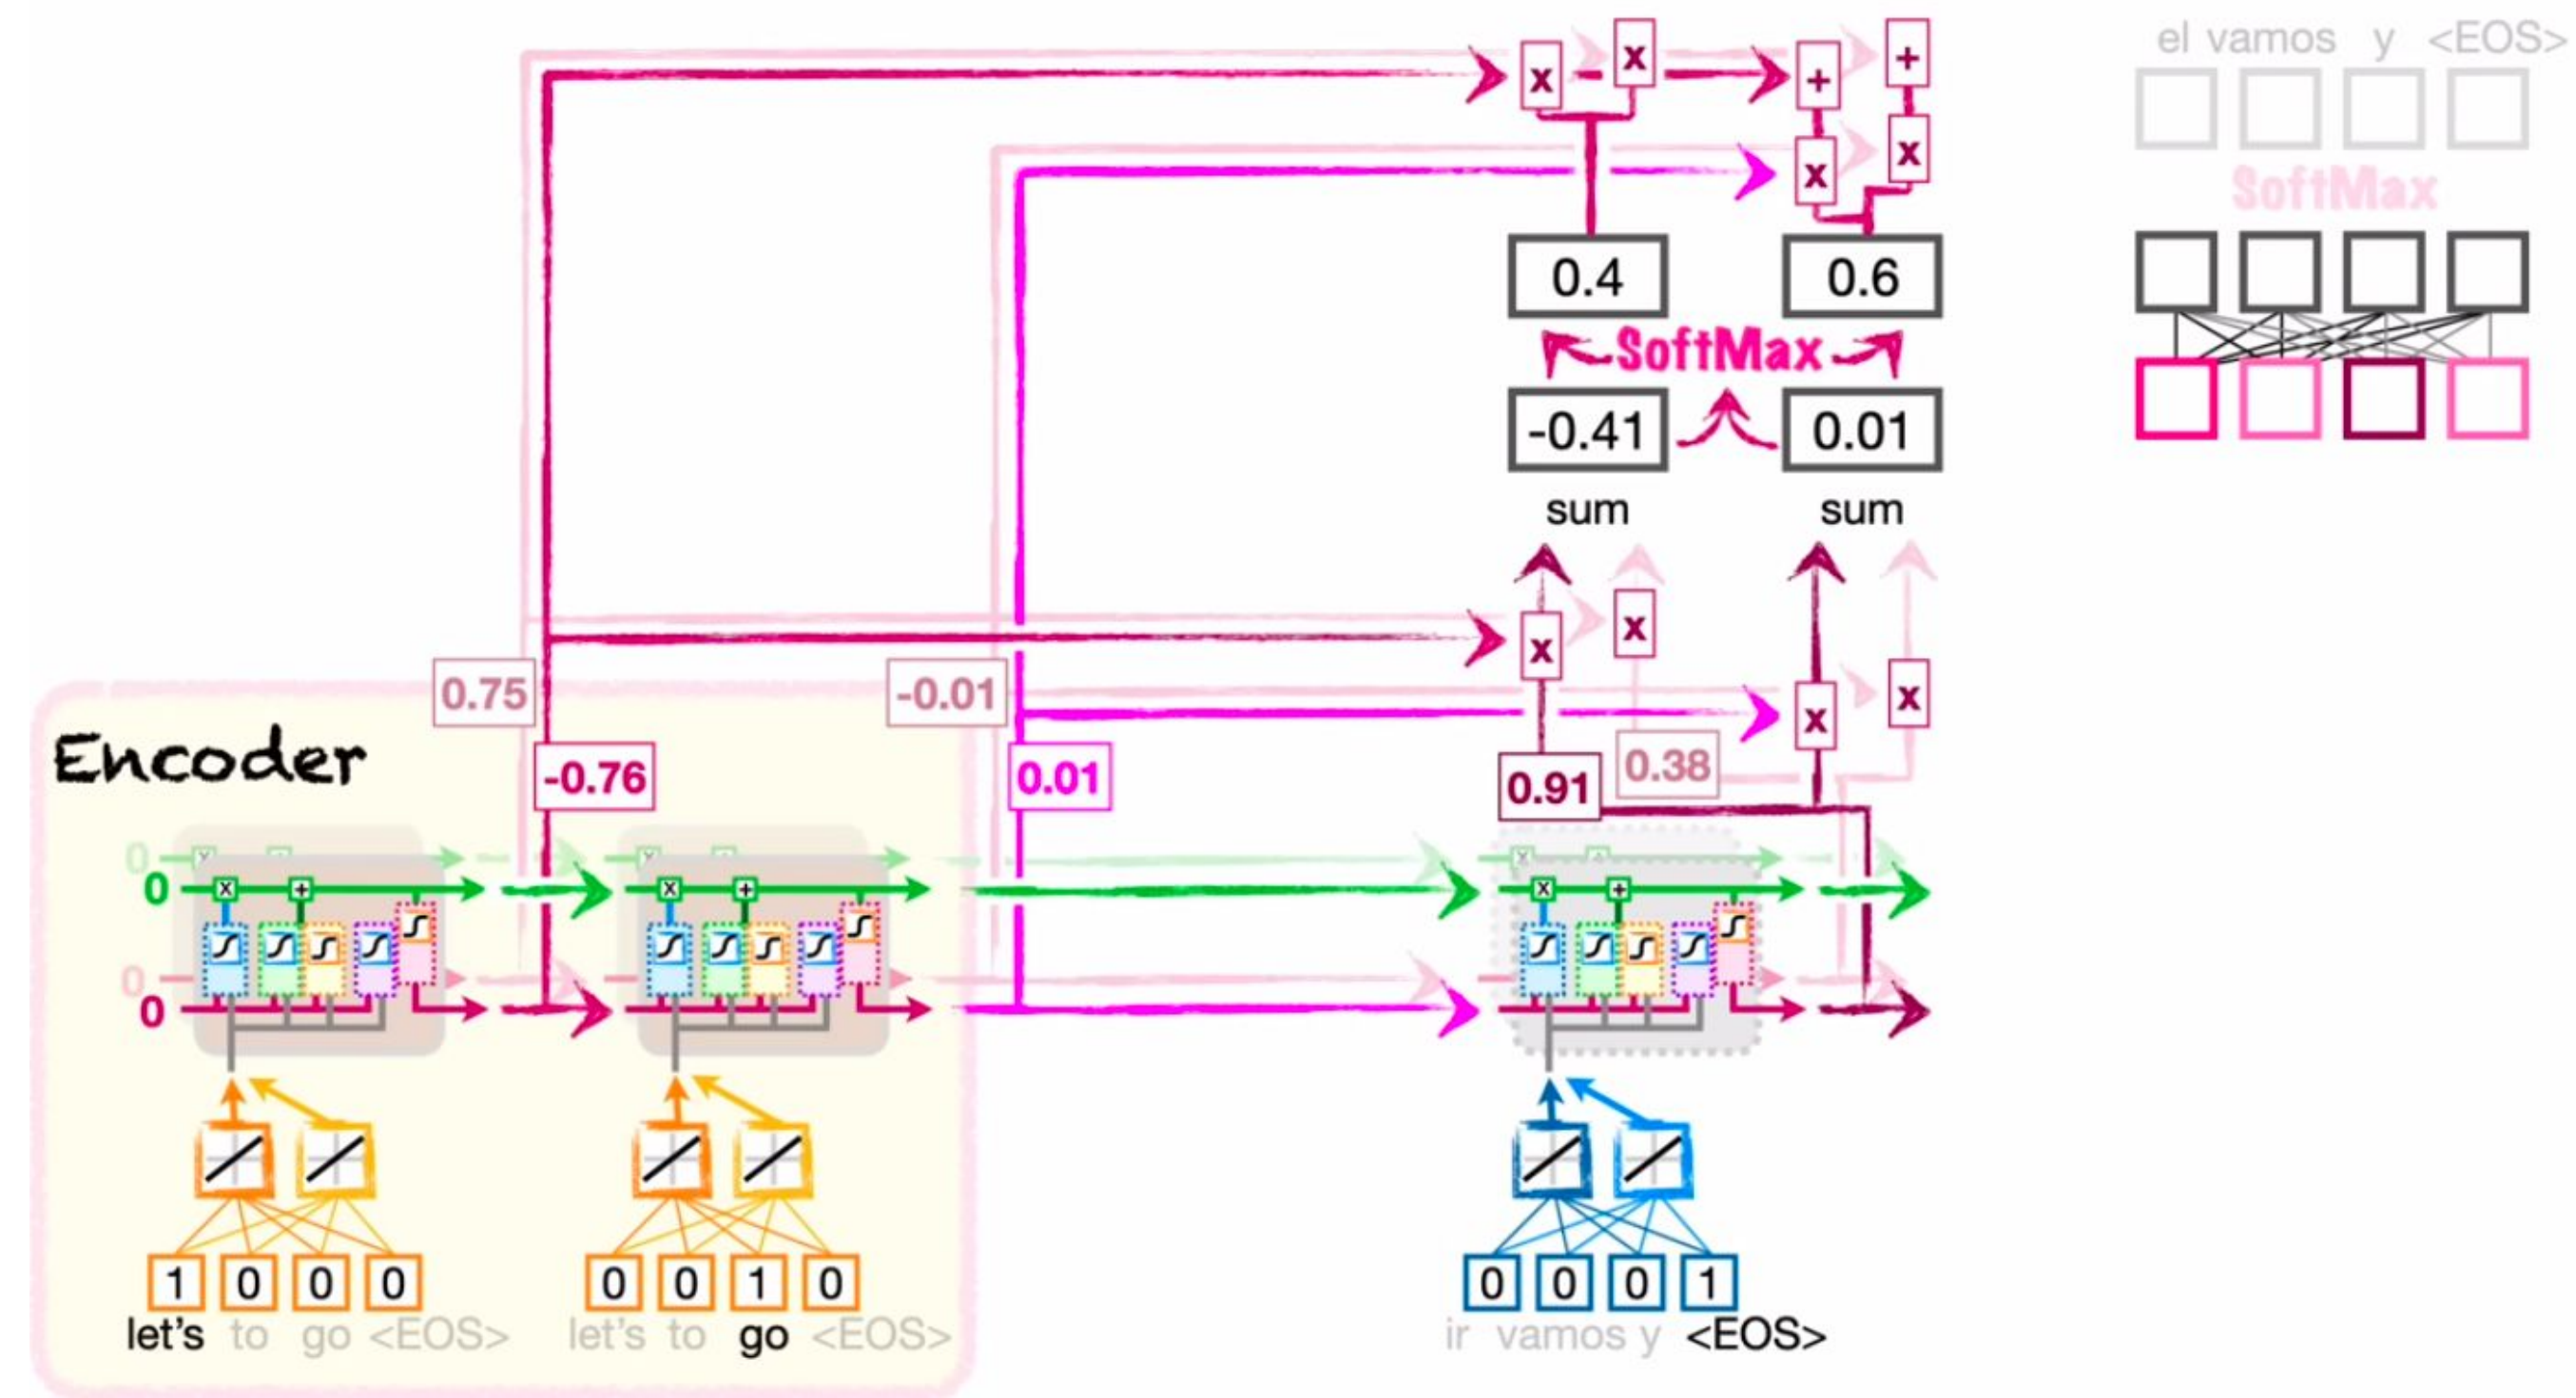 el vamos y <EOS>
x x + +
SoftMax
x x
0.4 0.6
SoftMax
-0.41 0.01
sum sum
x x
0.75 -0.01 x x
Encoder -0.76 0.01 0.91 0.38
0 x + x + x +
0 x + x + x +
0
0
1 0 0 0 0 0 1 0 0 0 0 1
let's to go <EOS> let's to go <EOS> ir vamos y <EOS>